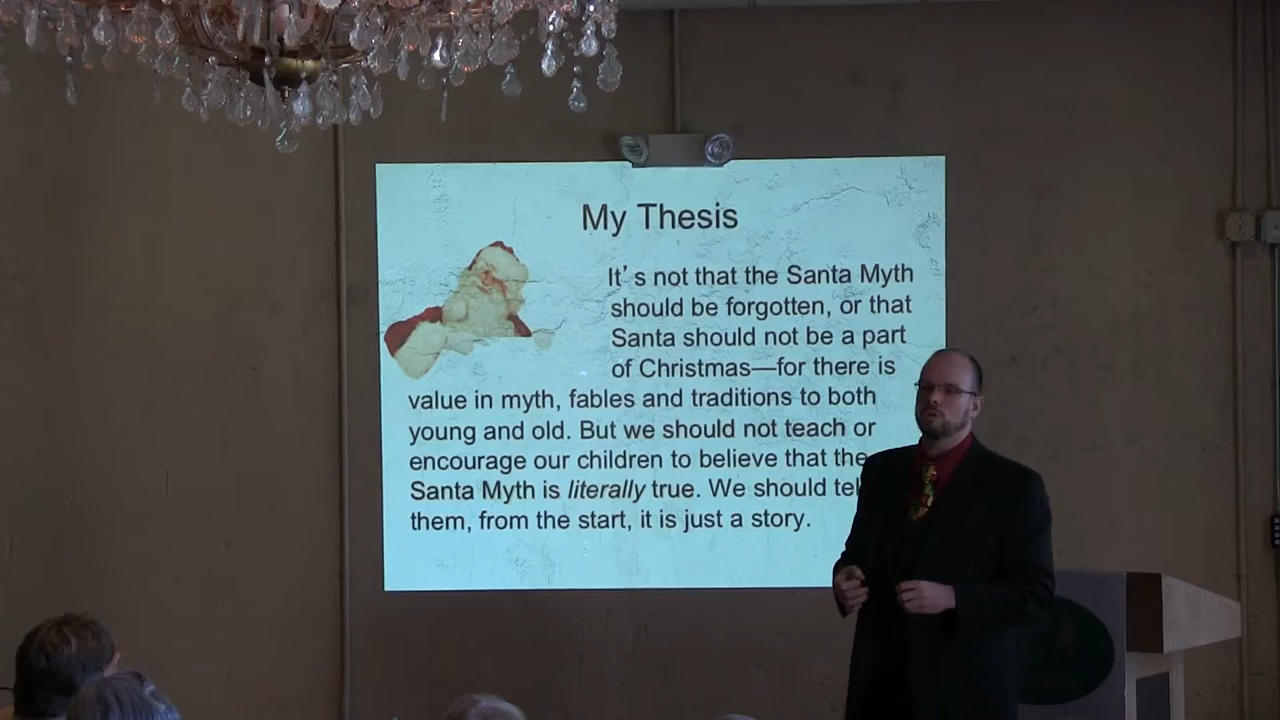 My Thesis
It's not that the Santa Myth
should be forgotten, or that
Santa should not be a part
of Christmas—for there is
value in myth, fables and traditions to both
young and old. But we should not teach or
encourage our children to believe that the
Santa Myth is literally true. We should tel
them, from the start, it is just a story.